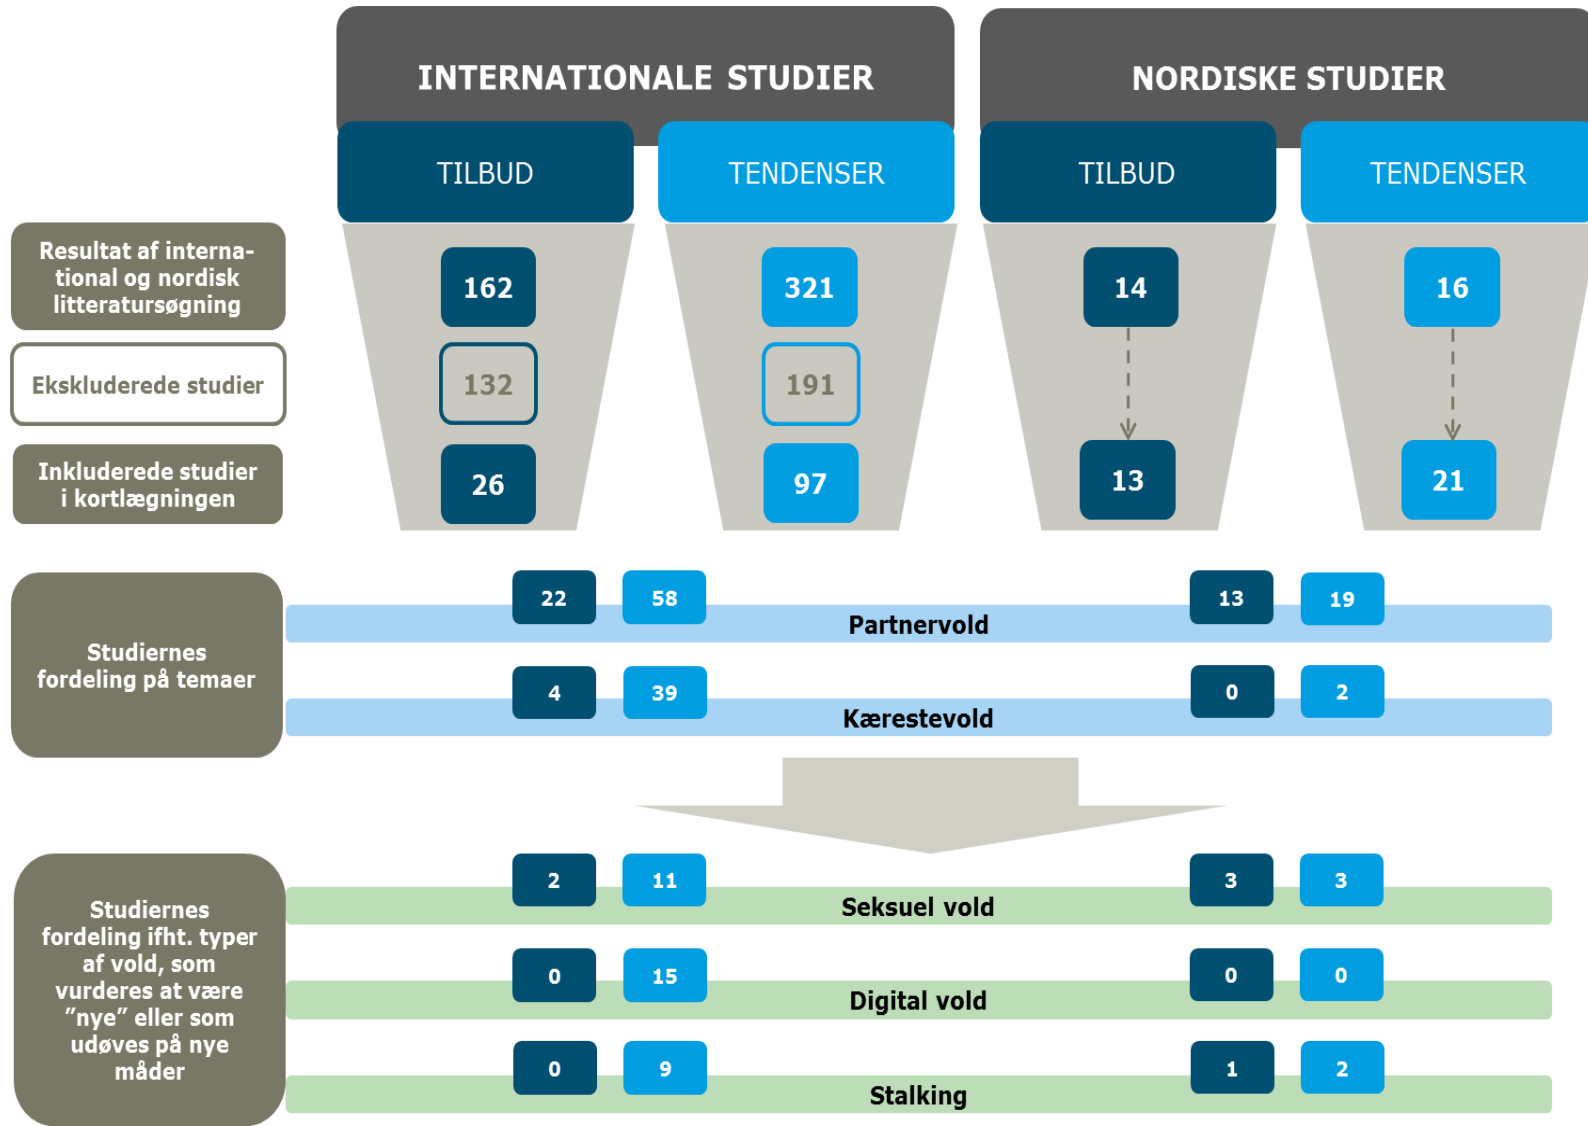 INTERNATIONALE STUDIER
NORDISKE STUDIER
TILBUD
TENDENSER
TILBUD
TENDENSER
Resultat af interna-
tional og nordisk
litteratursøgning
162
321
14
16
Ekskluderede studier
132
191
Inkluderede studier
i kortlægningen
26
97
13
21
Studiernes
fordeling på temaer
22
58
13
19
Partnervold
4
39
0
2
Kærestevold
Studiernes
fordeling ifht. typer
af vold, som
vurderes at være
”nye” eller som
udøves på nye
måder
2
11
3
3
Seksuel vold
0
15
0
0
Digital vold
0
9
1
2
Stalking